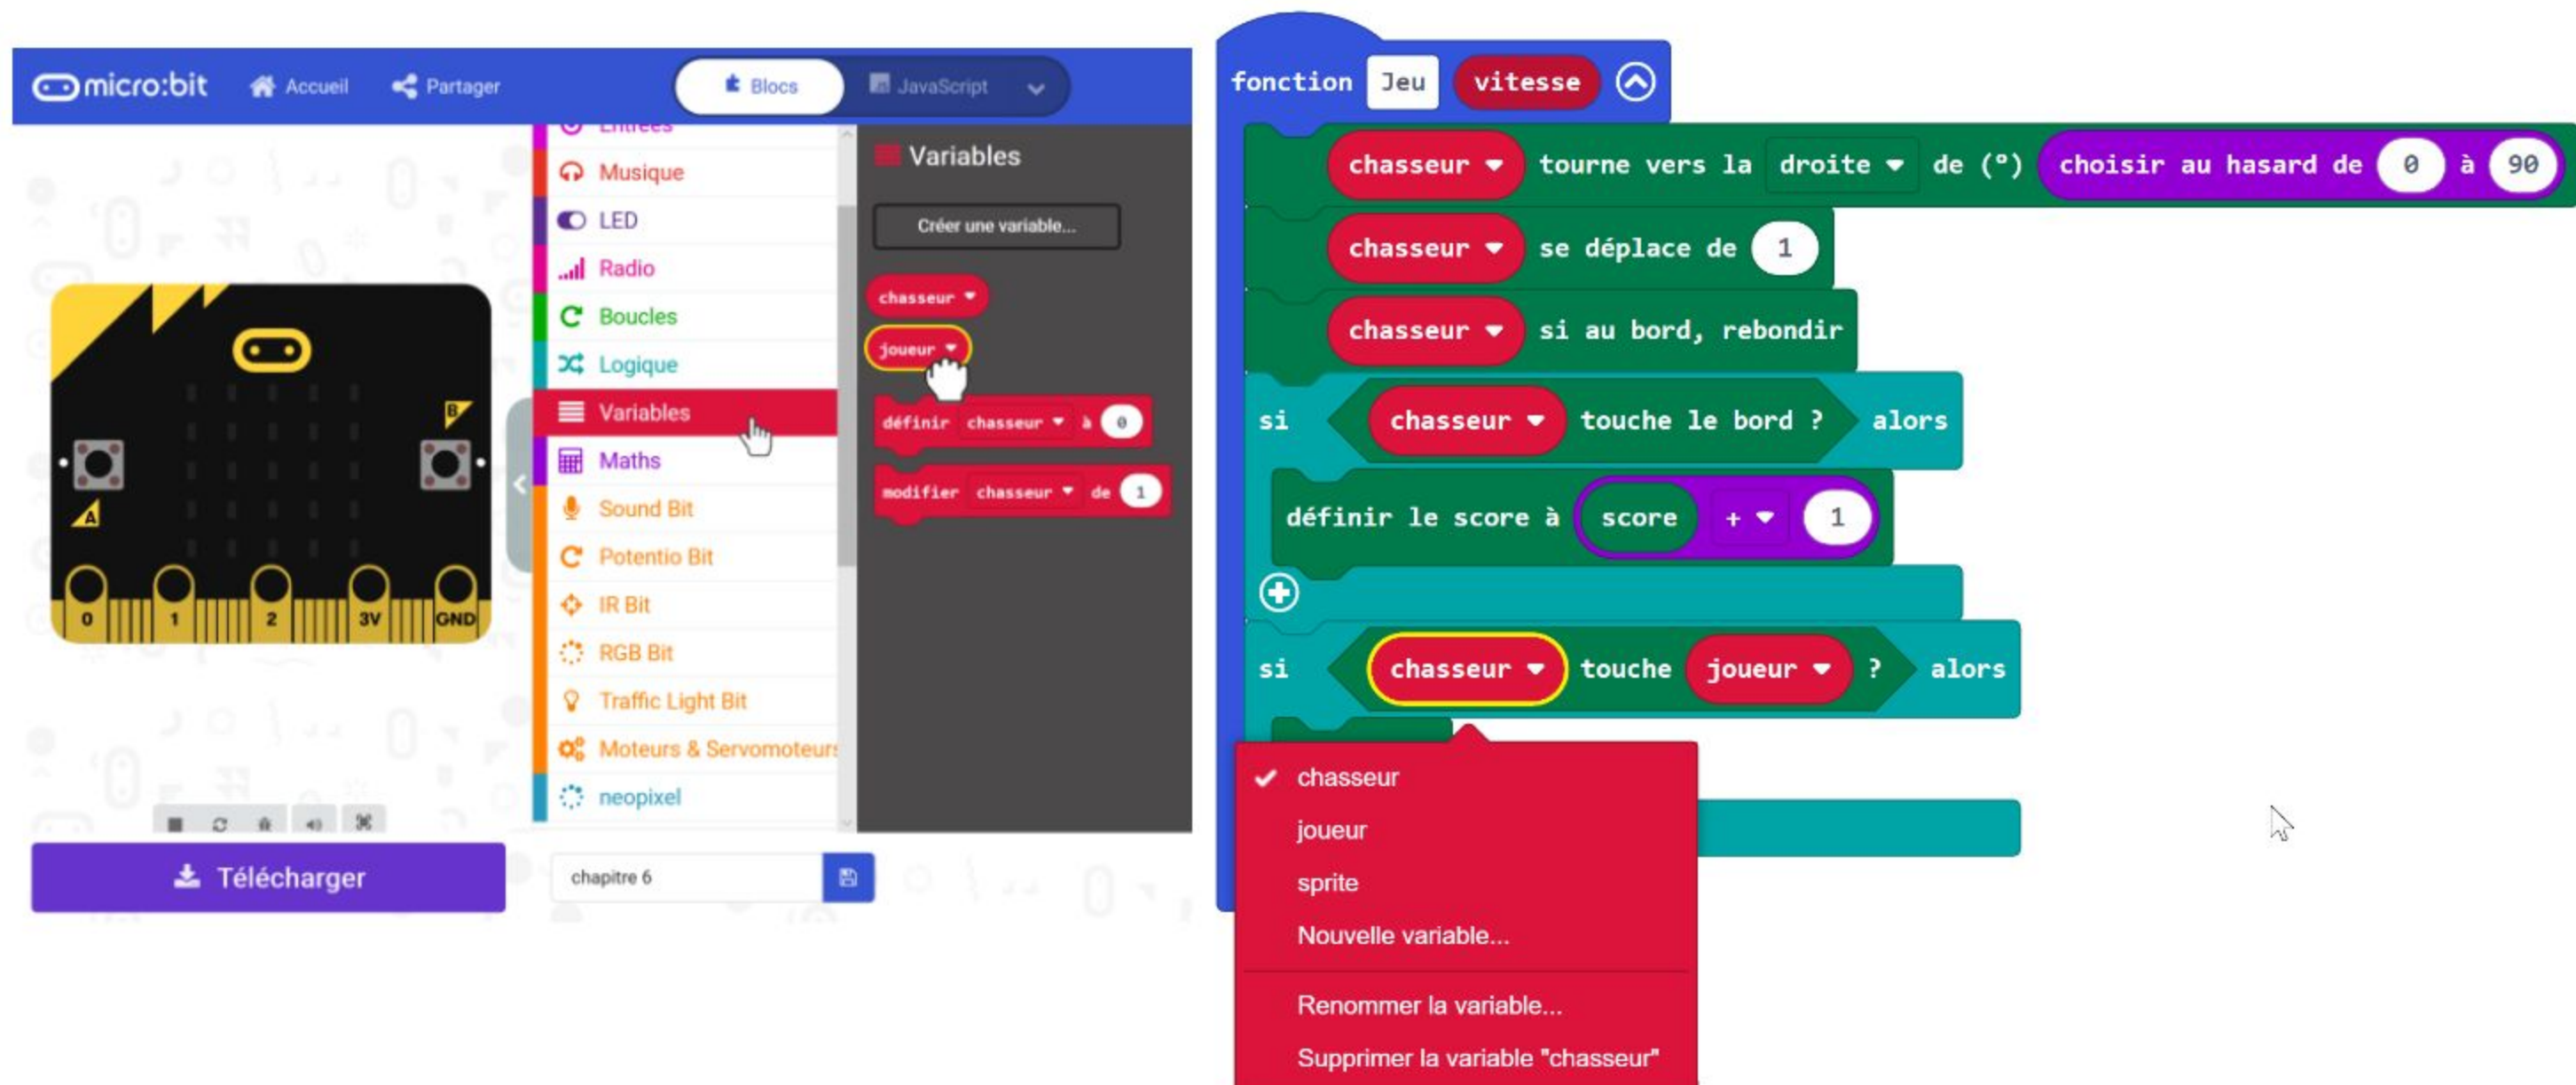 micro:bit Accueil Partager Blocs JavaScript
Entrées
Musique
LED
Radio
Boucles
Logique
Variables
Maths
Sound Bit
Potentio Bit
IR Bit
RGB Bit
Traffic Light Bit
Moteurs & Servomoteurs
neopixel
Variables
Créer une variable...
chasseur
joueur
définir chasseur à 0
modifier chasseur de 1
B
A
0 1 2 3V GND
Télécharger
chapitre 6
fonction Jeu vitesse
chasseur tourne vers la droite de (°) choisir au hasard de 0 à 90
chasseur se déplace de 1
chasseur si au bord, rebondir
si chasseur touche le bord ? alors
définir le score à score + 1
si chasseur touche joueur ? alors
chasseur
joueur
sprite
Nouvelle variable...
Renommer la variable...
Supprimer la variable "chasseur"